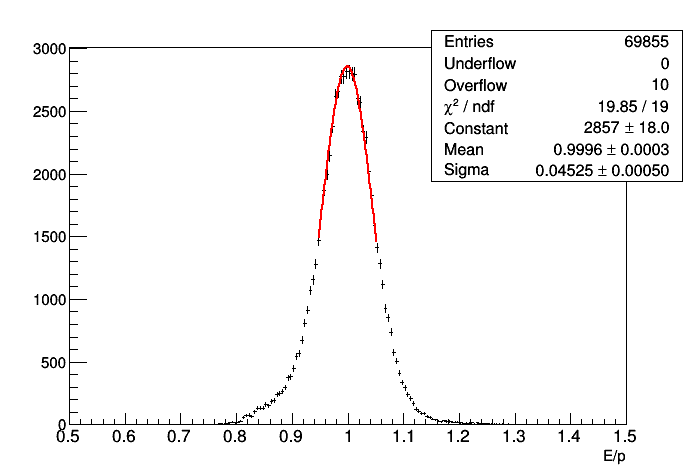 Entries 69855
Underflow 0
Overflow 10
χ² / ndf 19.85 / 19
Constant 2857 ± 18.0
Mean 0.9996 ± 0.0003
Sigma 0.04525 ± 0.00050
3000
2500
2000
1500
1000
500
0
0.5 0.6 0.7 0.8 0.9 1 1.1 1.2 1.3 1.4 1.5
E/p